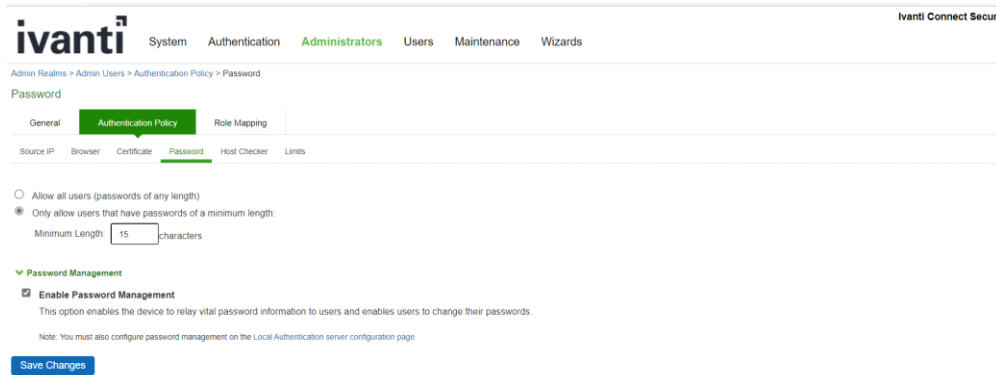 Ivanti Connect Secur
ivanti System Authentication Administrators Users Maintenance Wizards
Admin Realms > Admin Users > Authentication Policy > Password
Password
General Authentication Policy Role Mapping
Source IP Browser Certificate Password Host Checker Limits
Allow all users (passwords of any length)
Only allow users that have passwords of a minimum length:
Minimum Length: 15 characters
Password Management
Enable Password Management
This option enables the device to relay vital password information to users and enables users to change their passwords.
Note: You must also configure password management on the Local Authentication server configuration page
Save Changes